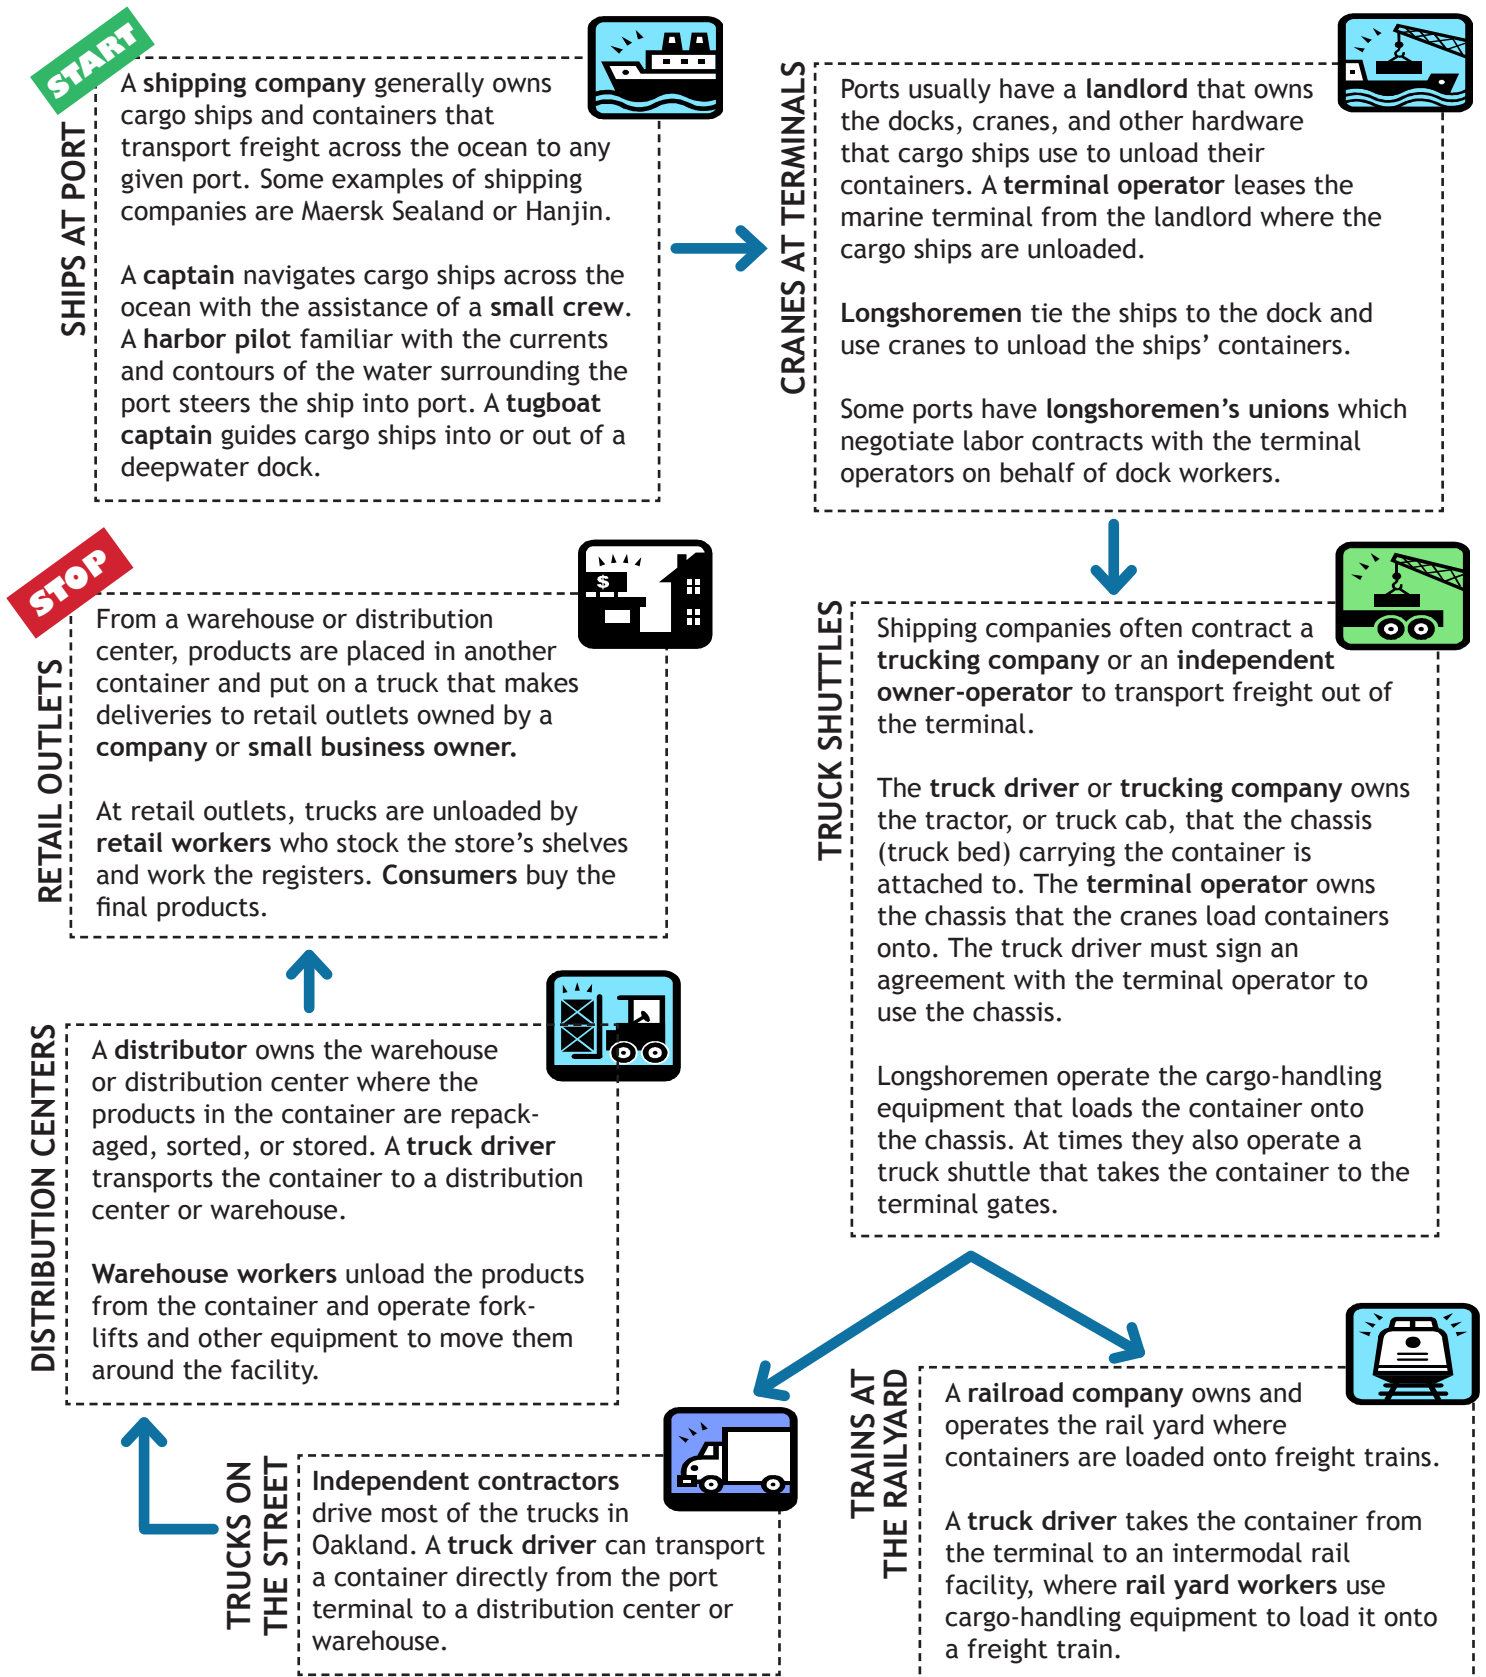 START
SHIPS AT PORT
A shipping company generally owns
cargo ships and containers that
transport freight across the ocean to any
given port. Some examples of shipping
companies are Maersk Sealand or Hanjin.
A captain navigates cargo ships across the
ocean with the assistance of a small crew.
A harbor pilot familiar with the currents
and contours of the water surrounding the
port steers the ship into port. A tugboat
captain guides cargo ships into or out of a
deepwater dock.
CRANES AT TERMINALS
Ports usually have a landlord that owns
the docks, cranes, and other hardware
that cargo ships use to unload their
containers. A terminal operator leases the
marine terminal from the landlord where the
cargo ships are unloaded.
Longshoremen tie the ships to the dock and
use cranes to unload the ships’ containers.
Some ports have longshoremen’s unions which
negotiate labor contracts with the terminal
operators on behalf of dock workers.
TRUCK SHUTTLES
Shipping companies often contract a
trucking company or an independent
owner-operator to transport freight out of
the terminal.
The truck driver or trucking company owns
the tractor, or truck cab, that the chassis
(truck bed) carrying the container is
attached to. The terminal operator owns
the chassis that the cranes load containers
onto. The truck driver must sign an
agreement with the terminal operator to
use the chassis.
Longshoremen operate the cargo-handling
equipment that loads the container onto
the chassis. At times they also operate a
truck shuttle that takes the container to the
terminal gates.
TRAINS AT
THE RAILYARD
A railroad company owns and
operates the rail yard where
containers are loaded onto freight trains.
A truck driver takes the container from
the terminal to an intermodal rail
facility, where rail yard workers use
cargo-handling equipment to load it onto
a freight train.
TRUCKS ON
THE STREET
Independent contractors
drive most of the trucks in
Oakland. A truck driver can transport
a container directly from the port
terminal to a distribution center or
warehouse.
DISTRIBUTION CENTERS
A distributor owns the warehouse
or distribution center where the
products in the container are repack-
aged, sorted, or stored. A truck driver
transports the container to a distribution
center or warehouse.
Warehouse workers unload the products
from the container and operate fork-
lifts and other equipment to move them
around the facility.
STOP
RETAIL OUTLETS
$
From a warehouse or distribution
center, products are placed in another
container and put on a truck that makes
deliveries to retail outlets owned by a
company or small business owner.
At retail outlets, trucks are unloaded by
retail workers who stock the store’s shelves
and work the registers. Consumers buy the
final products.